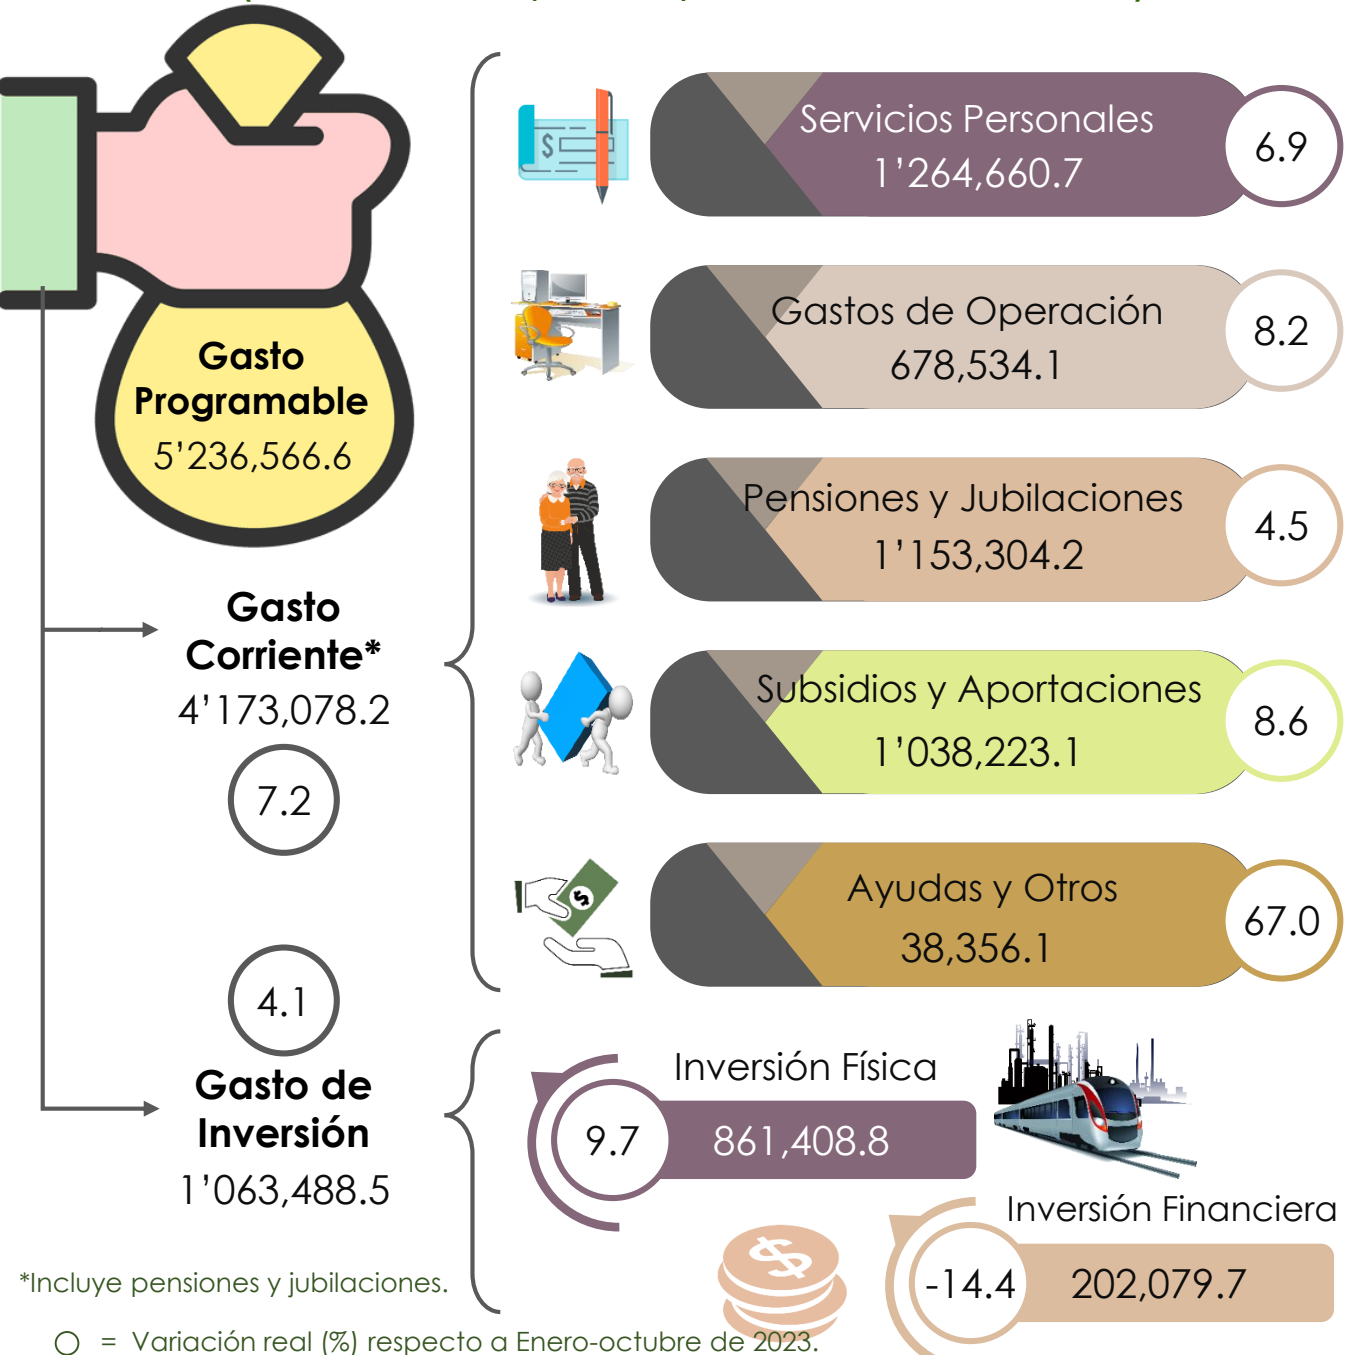 Gasto
Programable
5’236,566.6
Gasto
Corriente*
4’173,078.2
7.2
Servicios Personales
1’264,660.7
6.9
Gastos de Operación
678,534.1
8.2
Pensiones y Jubilaciones
1’153,304.2
4.5
Subsidios y Aportaciones
1’038,223.1
8.6
Ayudas y Otros
38,356.1
67.0
4.1
Gasto de
Inversión
1’063,488.5
Inversión Física
9.7
861,408.8
Inversión Financiera
-14.4
202,079.7
$
$
$
*Incluye pensiones y jubilaciones.
= Variación real (%) respecto a Enero-octubre de 2023.